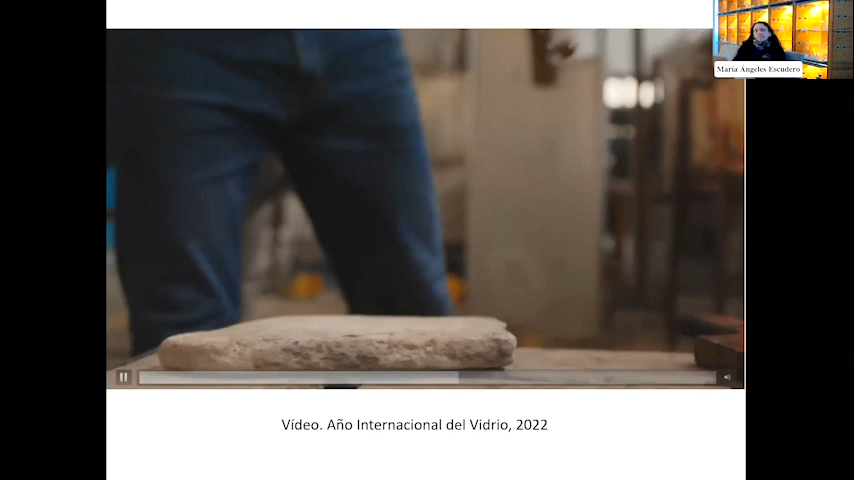 María Ángeles Escudero
Vídeo. Año Internacional del Vidrio, 2022